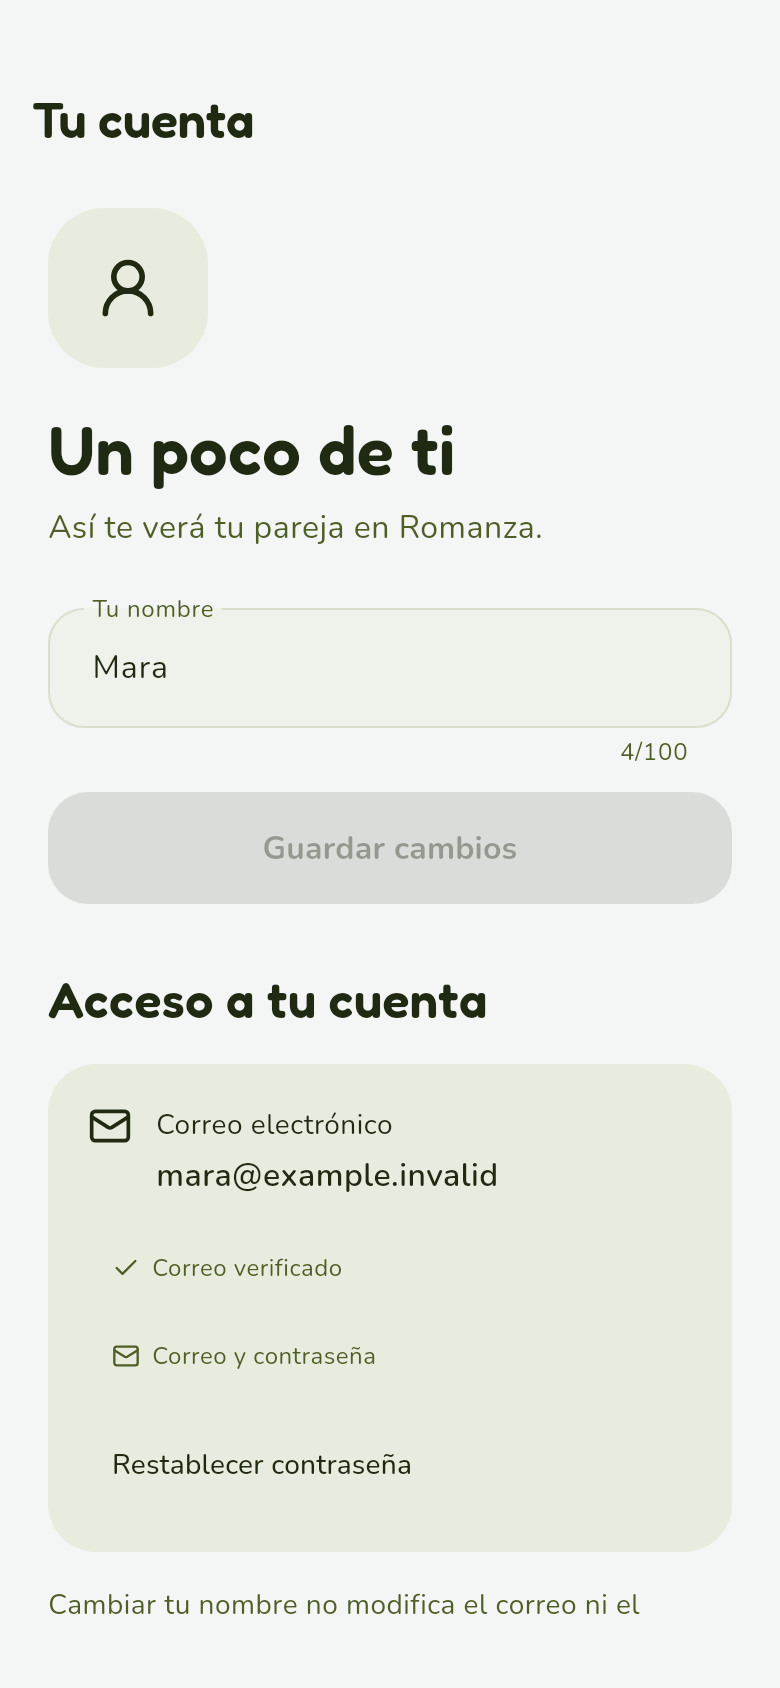 Tu cuenta
Un poco de ti
Así te verá tu pareja en Romanza.
Tu nombre
Mara
4/100
Guardar cambios
Acceso a tu cuenta
Correo electrónico
mara@example.invalid
Correo verificado
Correo y contraseña
Restablecer contraseña
Cambiar tu nombre no modifica el correo ni el